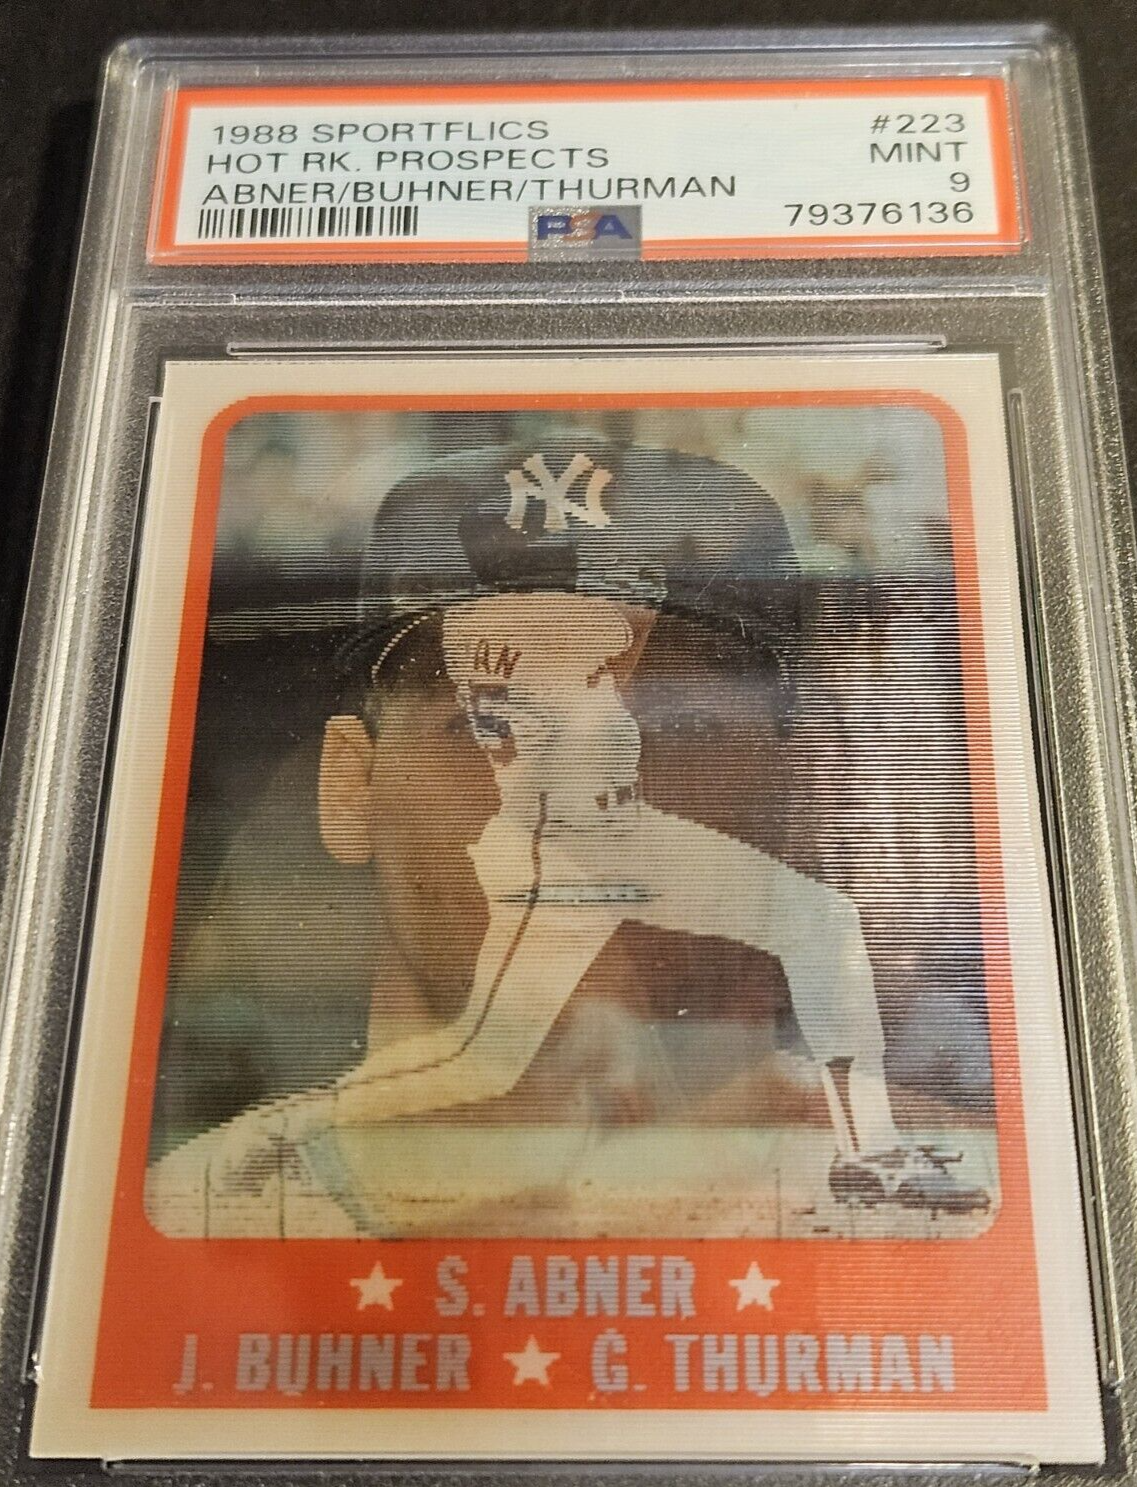 1988 SPORTFLICS #223
HOT RK. PROSPECTS MINT
ABNER/BUHNER/THURMAN 9
PSA 79376136
NY
S. ABNER
J. BUHNER G. THURMAN